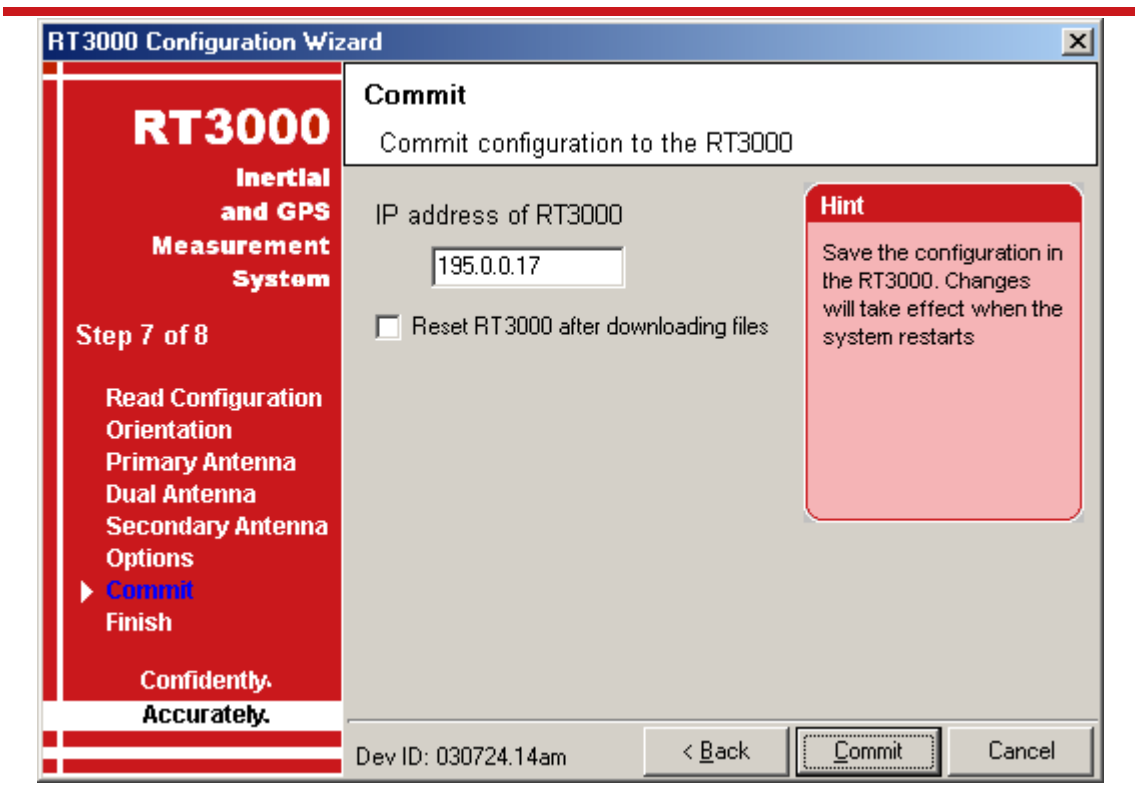 RT3000 Configuration Wizard
RT3000
Inertial
and GPS
Measurement
System
Step 7 of 8
Read Configuration
Orientation
Primary Antenna
Dual Antenna
Secondary Antenna
Options
Commit
Finish
Confidently.
Accurately.
Commit
Commit configuration to the RT3000
IP address of RT3000
195.0.0.17
Reset RT3000 after downloading files
Hint
Save the configuration in
the RT3000. Changes
will take effect when the
system restarts
Dev ID: 030724.14am
< Back
Commit
Cancel